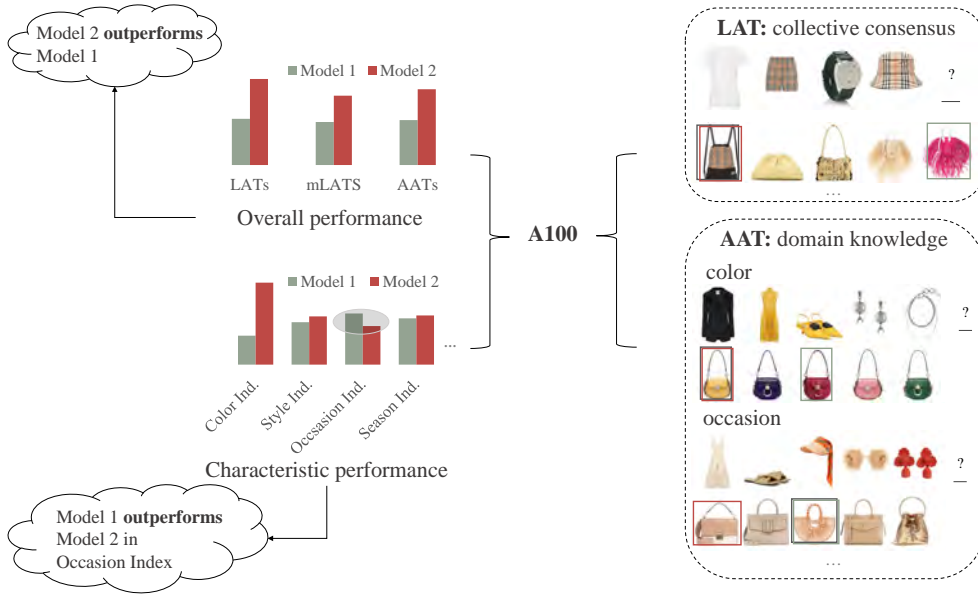 Model 2 outperforms
Model 1
Model 1 Model 2
LATs mLATS AATs
Overall performance
Model 1 Model 2
...
Color Ind. Style Ind. Occsasion Ind. Season Ind.
Characteristic performance
Model 1 outperforms
Model 2 in
Occasion Index
A100
LAT: collective consensus
?
...
AAT: domain knowledge
color
?
occasion
?
...